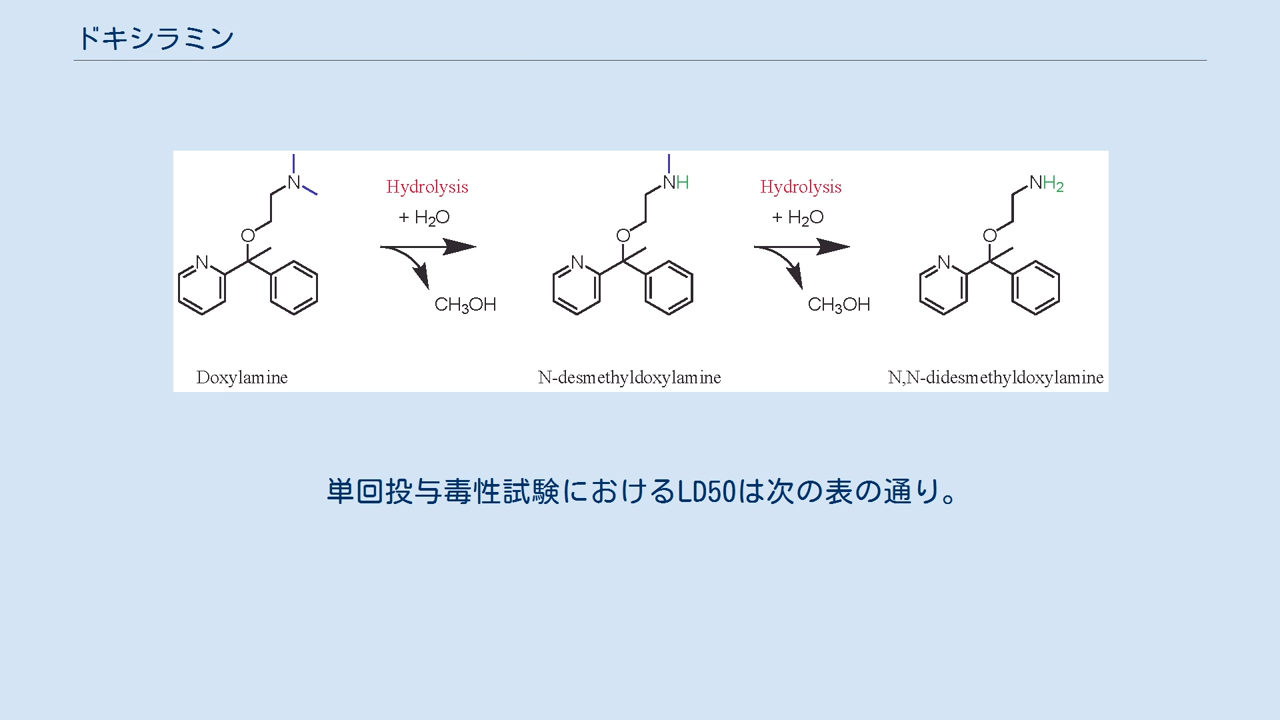 ドキシラミン
N
Hydrolysis
+ H2O
O
N
CH3OH
Doxylamine
NH
Hydrolysis
+ H2O
O
N
CH3OH
N-desmethyldoxylamine
NH2
O
N
N,N-didesmethyldoxylamine
単回投与毒性試験におけるLD50は次の表の通り。